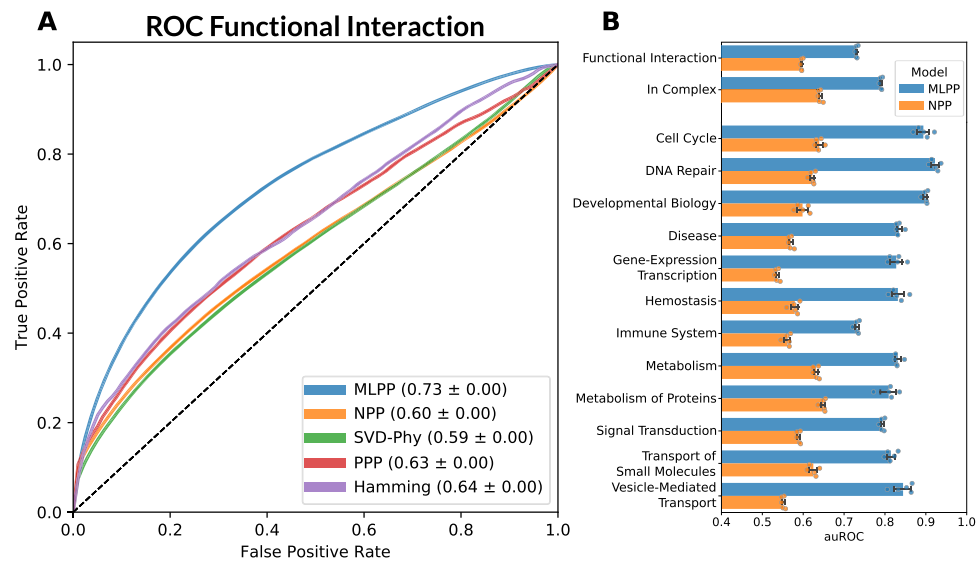 A
ROC Functional Interaction
True Positive Rate
1.0
0.8
0.6
0.4
0.2
0.0
0.0 0.2 0.4 0.6 0.8 1.0
False Positive Rate
MLPP (0.73 ± 0.00)
NPP (0.60 ± 0.00)
SVD-Phy (0.59 ± 0.00)
PPP (0.63 ± 0.00)
Hamming (0.64 ± 0.00)
B
Functional Interaction
In Complex
Cell Cycle
DNA Repair
Developmental Biology
Disease
Gene-Expression
Transcription
Hemostasis
Immune System
Metabolism
Metabolism of Proteins
Signal Transduction
Transport of
Small Molecules
Vesicle-Mediated
Transport
Model
MLPP
NPP
0.4 0.5 0.6 0.7 0.8 0.9 1.0
auROC